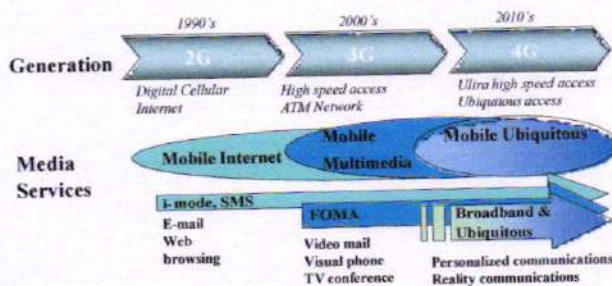 1990's 2000's 2010's
Generation 2G 3G 4G
Digital Cellular High speed access Ultra high speed access
Internet ATM Network Ubiquitous access
Media
Services
Mobile Internet
Mobile
Multimedia
Mobile Ubiquitous
i-mode, SMS
E-mail
Web
browsing
FOMA
Video mail
Visual phone
TV conference
Broadband &
Ubiquitous
Personalized communications
Reality communications